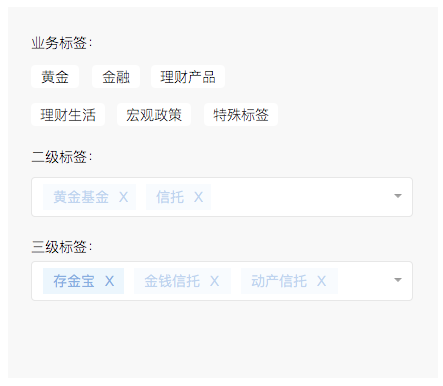 业务标签：
黄金 金融 理财产品
理财生活 宏观政策 特殊标签
二级标签：
黄金基金 X 信托 X
三级标签：
存金宝 X 金钱信托 X 动产信托 X